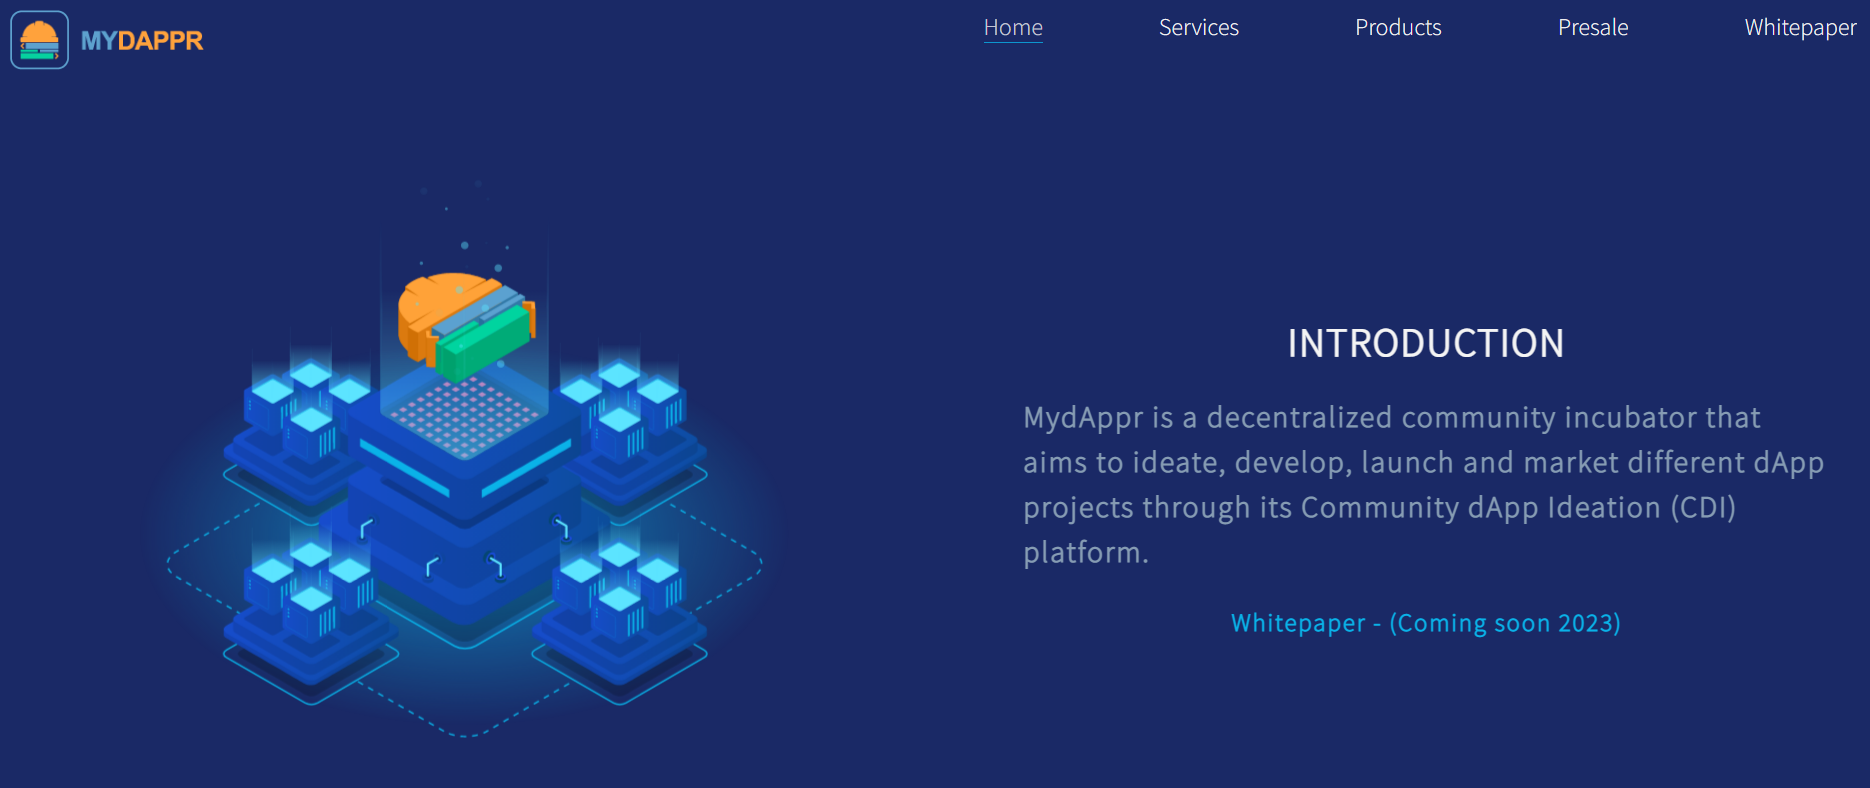 MYDAPPR
Home
Services
Products
Presale
Whitepaper
INTRODUCTION
MydAppr is a decentralized community incubator that
aims to ideate, develop, launch and market different dApp
projects through its Community dApp Ideation (CDI)
platform.
Whitepaper - (Coming soon 2023)